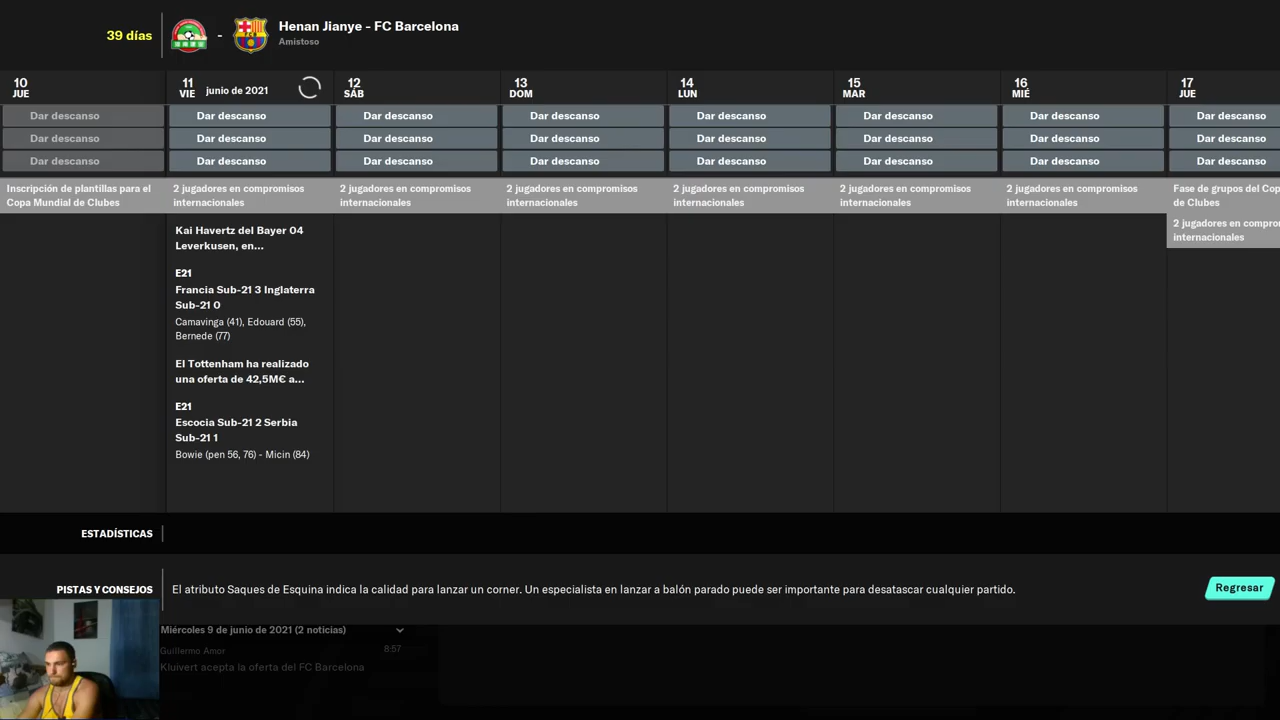 39 días
-
Henan Jianye - FC Barcelona
Amistoso
10
JUE
11
VIE junio de 2021
12
SÁB
13
DOM
14
LUN
15
MAR
16
MIÉ
17
JUE
Dar descanso Dar descanso Dar descanso Dar descanso Dar descanso Dar descanso Dar descanso Dar descanso
Dar descanso Dar descanso Dar descanso Dar descanso Dar descanso Dar descanso Dar descanso Dar descanso
Dar descanso Dar descanso Dar descanso Dar descanso Dar descanso Dar descanso Dar descanso Dar descanso
Inscripción de plantillas para el
Copa Mundial de Clubes
2 jugadores en compromisos
internacionales
2 jugadores en compromisos
internacionales
2 jugadores en compromisos
internacionales
2 jugadores en compromisos
internacionales
2 jugadores en compromisos
internacionales
2 jugadores en compromisos
internacionales
Fase de grupos del Cop
de Clubes
2 jugadores en compro
internacionales
Kai Havertz del Bayer 04
Leverkusen, en...
E21
Francia Sub-21 3 Inglaterra
Sub-21 0
Camavinga (41), Edouard (55),
Bernede (77)
El Tottenham ha realizado
una oferta de 42,5M€ a...
E21
Escocia Sub-21 2 Serbia
Sub-21 1
Bowie (pen 56, 76) - Micin (84)
ESTADÍSTICAS
PISTAS Y CONSEJOS
El atributo Saques de Esquina indica la calidad para lanzar un corner. Un especialista en lanzar a balón parado puede ser importante para desatascar cualquier partido.
Regresar
Miércoles 9 de junio de 2021 (2 noticias)
Guillermo Amor 8:57
Kluivert acepta la oferta del FC Barcelona